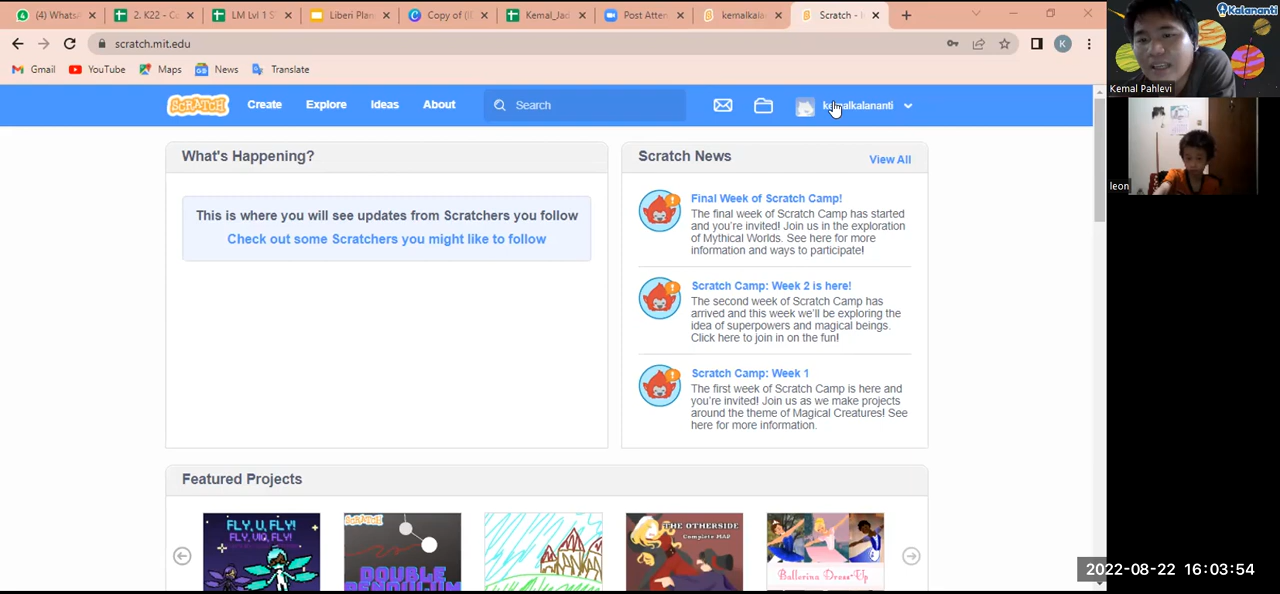 (4) WhatsA
2. K22 - Co
LM Lvl 1 S
Liberi Plan
Copy of (I
Kemal_Jad
Post Atten
kemalkala
Scratch - I
scratch.mit.edu
K
Gmail
YouTube
Maps
News
Translate
SCRATCH
Create
Explore
Ideas
About
Search
kemalkalananti
What's Happening?
This is where you will see updates from Scratchers you follow
Check out some Scratchers you might like to follow
Scratch News
View All
Final Week of Scratch Camp!
The final week of Scratch Camp has started
and you're invited! Join us in the exploration
of Mythical Worlds. See here for more
information and ways to participate!
Scratch Camp: Week 2 is here!
The second week of Scratch Camp has
arrived and this week we'll be exploring the
idea of superpowers and magical beings.
Click here to join in on the fun!
Scratch Camp: Week 1
The first week of Scratch Camp is here and
you're invited! Join us as we make projects
around the theme of Magical Creatures! See
here for more information.
Featured Projects
FLY, U, FLY!
FLY, VIO, FLY!
SCRATCH
DOUBLE
PENDULUM
THE OTHERSIDE
Complete MAP
Ballerina Dress-Up
Kalananti
Kemal Pahlevi
leon
2022-08-22 16:03:54